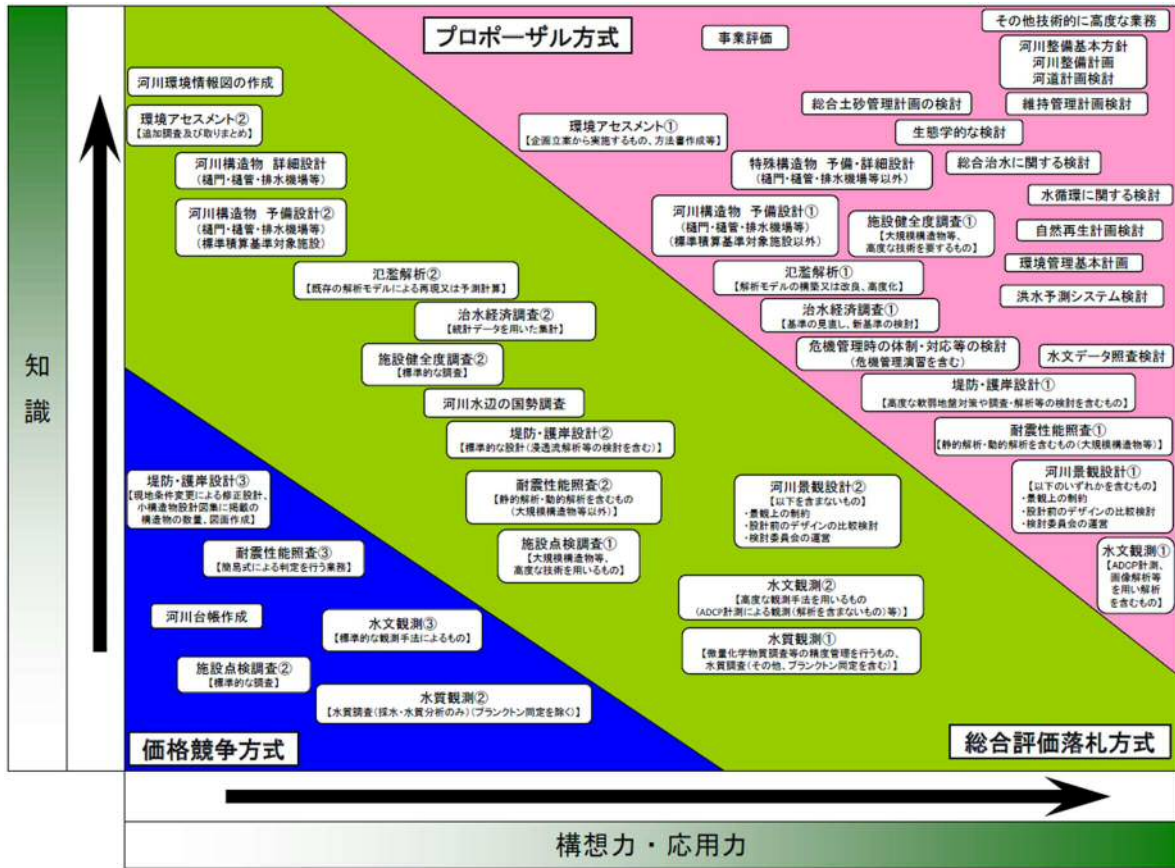 プロポーザル方式
事業評価
その他技術的に高度な業務
河川整備基本方針
河川整備計画
河道計画検討
河川環境情報図の作成
総合土砂管理計画の検討
維持管理計画検討
環境アセスメント②
【追加調査及び取りまとめ】
環境アセスメント①
【企画立案から実施するもの、方法書作成等】
生態学的な検討
河川構造物 詳細設計
(樋門・樋管・排水機場等)
特殊構造物 予備・詳細設計
(樋門・樋管・排水機場等以外)
総合治水に関する検討
水循環に関する検討
河川構造物 予備設計②
(樋門・樋管・排水機場等)
(標準積算基準対象施設)
河川構造物 予備設計①
(樋門・樋管・排水機場等)
(標準積算基準対象施設以外)
施設健全度調査①
【大規模構造物等、
高度な技術を要するもの】
自然再生計画検討
環境管理基本計画
氾濫解析②
【既存の解析モデルによる再現又は予測計算】
氾濫解析①
【解析モデルの構築又は改良、高度化】
洪水予測システム検討
治水経済調査②
【統計データを用いた集計】
治水経済調査①
【基準の見直し、新基準の検討】
施設健全度調査②
【標準的な調査】
危機管理時の体制・対応等の検討
(危機管理演習を含む)
水文データ照査検討
知識
河川水辺の国勢調査
堤防・護岸設計①
【高度な軟弱地盤対策や調査・解析等の検討を含むもの】
堤防・護岸設計②
【標準的な設計(浸透流解析等の検討を含む)】
耐震性能照査①
【静的解析・動的解析を含むもの(大規模構造物等)】
堤防・護岸設計③
【現地条件変更による修正設計、
小構造物設計図集に掲載の
構造物の数量、図面作成】
耐震性能照査②
【静的解析・動的解析を含むもの
(大規模構造物等以外)】
河川景観設計②
【以下を含まないもの】
・景観上の制約
・設計前のデザインの比較検討
・検討委員会の運営
河川景観設計①
【以下のいずれかを含むもの】
・景観上の制約
・設計前のデザインの比較検討
・検討委員会の運営
耐震性能照査③
【簡易式による判定を行う業務】
施設点検調査①
【大規模構造物等、
高度な技術を用いるもの】
水文観測①
【ADCP計測、
画像解析等
を用い解析
を含むもの】
水文観測②
【高度な観測手法を用いるもの
(ADCP計測による観測(解析を含まないもの)等)】
河川台帳作成
水文観測③
【標準的な観測手法によるもの】
水質観測①
【微量化学物質調査等の精度管理を行うもの、
水質調査(その他、プランクトン同定を含む)】
施設点検調査②
【標準的な調査】
水質観測②
【水質調査(採水・水質分析のみ)(プランクトン同定を除く)】
価格競争方式
総合評価落札方式
構想力・応用力